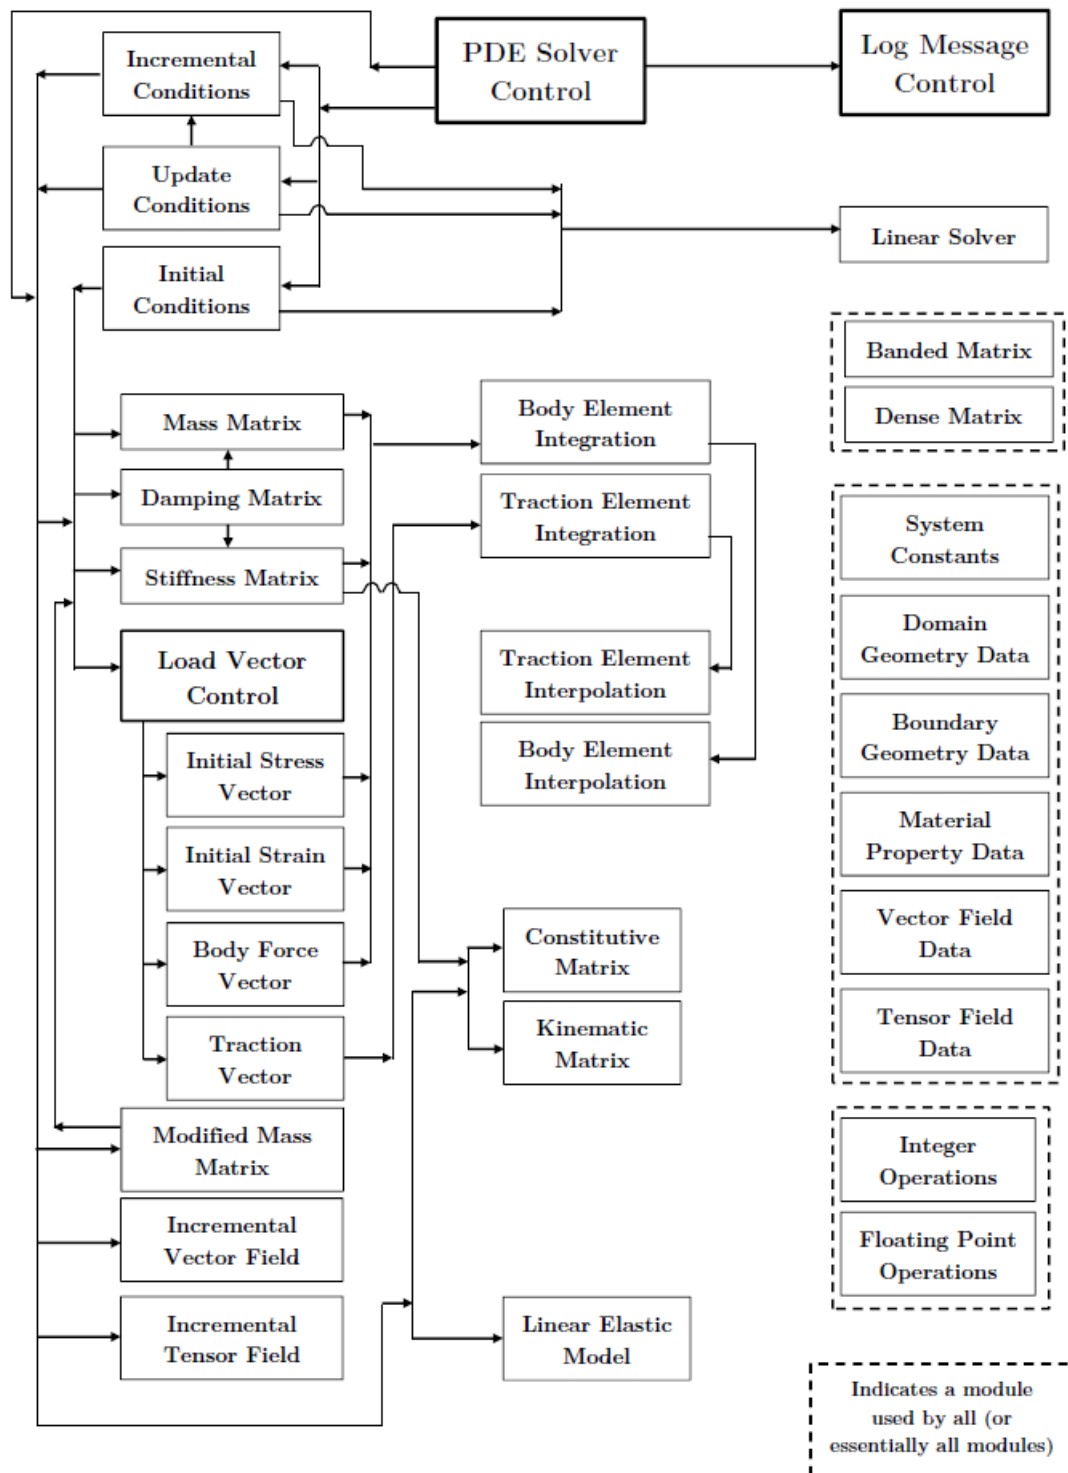 PDE Solver
Control
Log Message
Control
Incremental
Conditions
Update
Conditions
Initial
Conditions
Linear Solver
Banded Matrix
Dense Matrix
Mass Matrix
Damping Matrix
Stiffness Matrix
Load Vector
Control
Initial Stress
Vector
Initial Strain
Vector
Body Force
Vector
Traction
Vector
Modified Mass
Matrix
Incremental
Vector Field
Incremental
Tensor Field
Body Element
Integration
Traction Element
Integration
Traction Element
Interpolation
Body Element
Interpolation
Constitutive
Matrix
Kinematic
Matrix
Linear Elastic
Model
System
Constants
Domain
Geometry Data
Boundary
Geometry Data
Material
Property Data
Vector Field
Data
Tensor Field
Data
Integer
Operations
Floating Point
Operations
Indicates a module
used by all (or
essentially all modules)